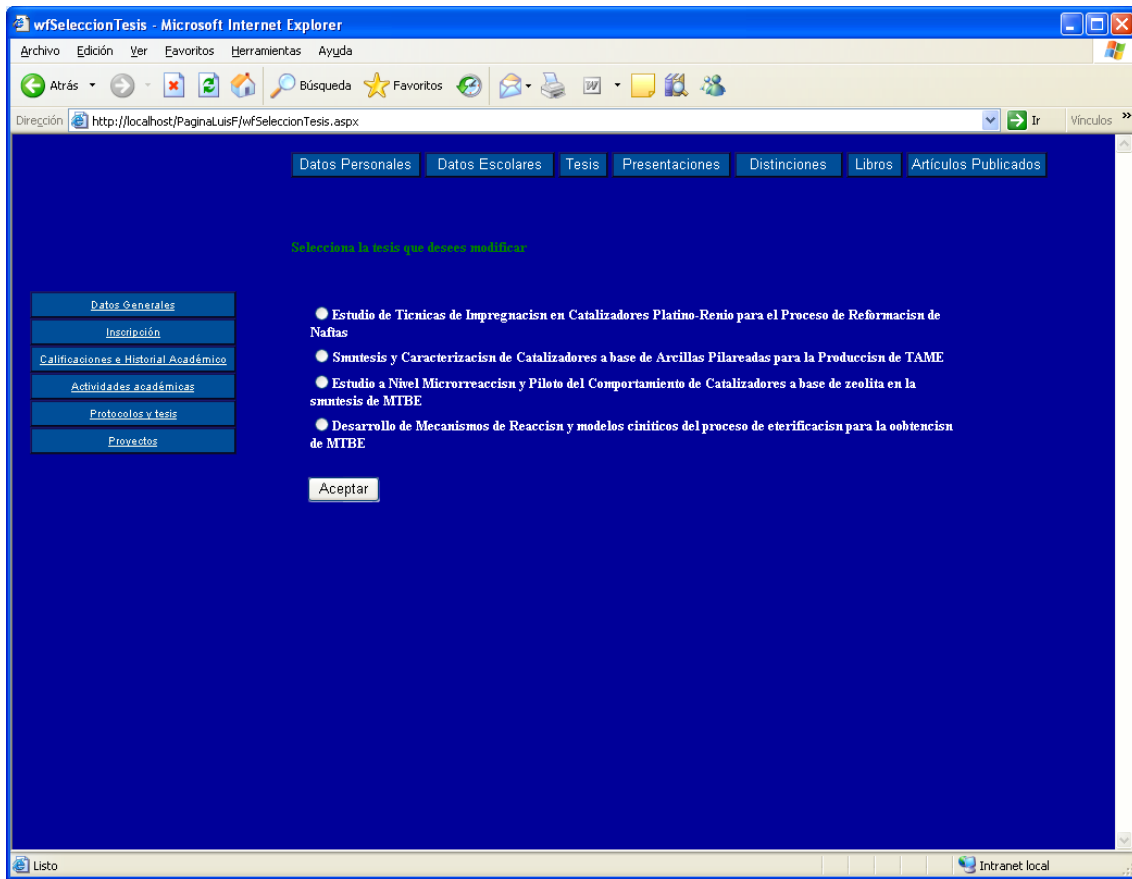 wfSeleccionTesis - Microsoft Internet Explorer
Archivo Edición Ver Favoritos Herramientas Ayuda
Atrás Búsqueda Favoritos
Dirección http://localhost/PaginaLuisF/wfSeleccionTesis.aspx Ir Vínculos »
Datos Personales Datos Escolares Tesis Presentaciones Distinciones Libros Artículos Publicados
Selecciona la tesis que desees modificar
Datos Generales
Inscripción
Calificaciones e Historial Académico
Actividades académicas
Protocolos y tesis
Proyectos
Estudio de Ticnicas de Impregnacisn en Catalizadores Platino-Renio para el Proceso de Reformacisn de
Naftas
Smntesis y Caracterizacisn de Catalizadores a base de Arcillas Pilareadas para la Produccisn de TAME
Estudio a Nivel Microrreaccisn y Piloto del Comportamiento de Catalizadores a base de zeolita en la
smntesis de MTBE
Desarrollo de Mecanismos de Reaccisn y modelos ciniticos del proceso de eterificacisn para la oobtencisn
de MTBE
Aceptar
Listo Intranet local